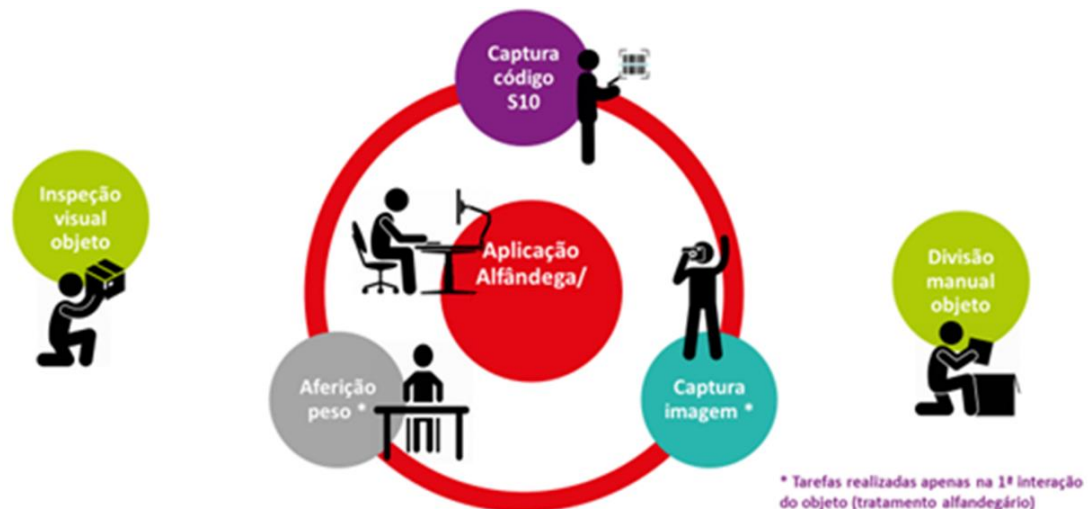 Captura
código
S10
Inspeção
visual
objeto
Aplicação
Alfândega/
Divisão
manual
objeto
Aferição
peso *
Captura
imagem *
* Tarefas realizadas apenas na 1ª interação
do objeto (tratamento alfandegário)